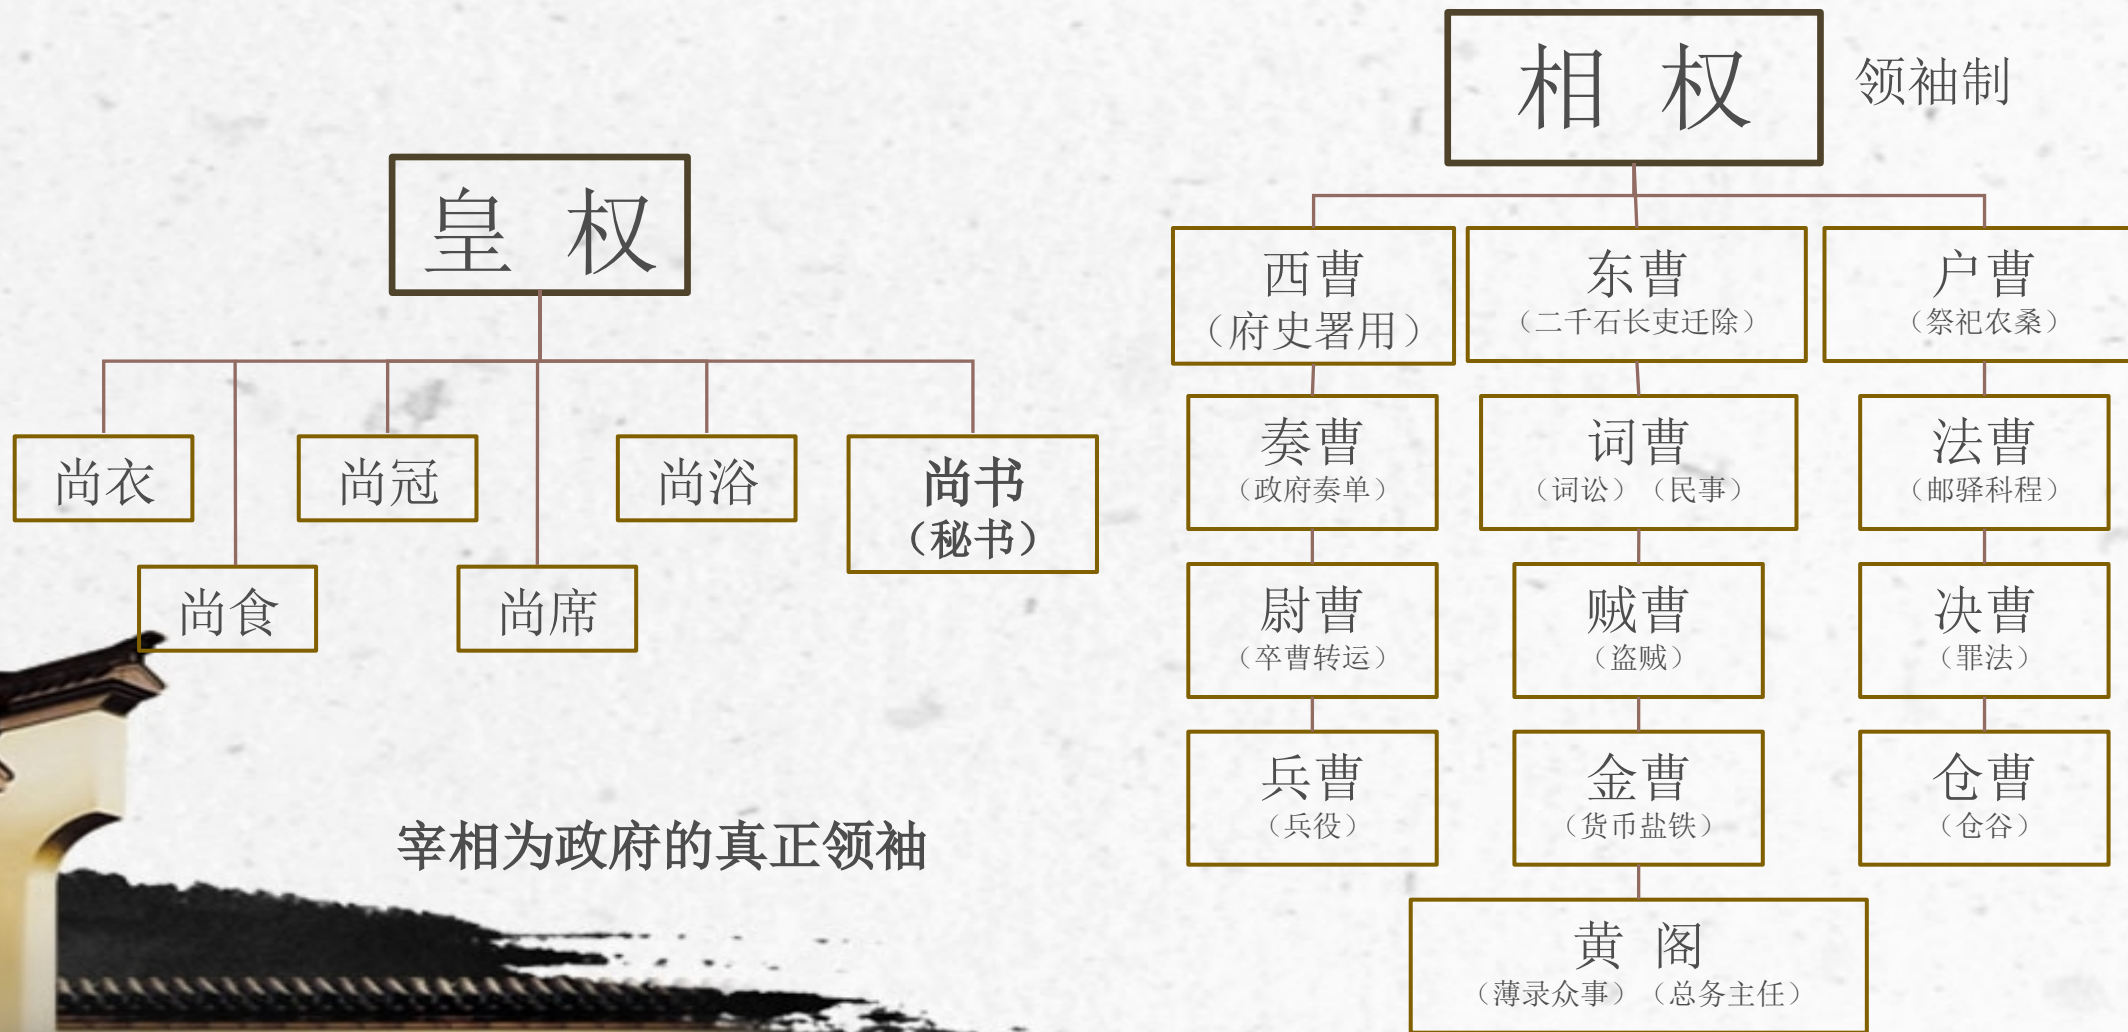 皇 权
尚衣
尚冠
尚浴
尚书
（秘书）
尚食
尚席
宰相为政府的真正领袖
相 权
领袖制
西曹
（府史署用）
东曹
（二千石长吏迁除）
户曹
（祭祀农桑）
奏曹
（政府奏单）
词曹
（词讼）（民事）
法曹
（邮驿科程）
尉曹
（卒曹转运）
贼曹
（盗贼）
决曹
（罪法）
兵曹
（兵役）
金曹
（货币盐铁）
仓曹
（仓谷）
黄 阁
（薄录众事）（总务主任）